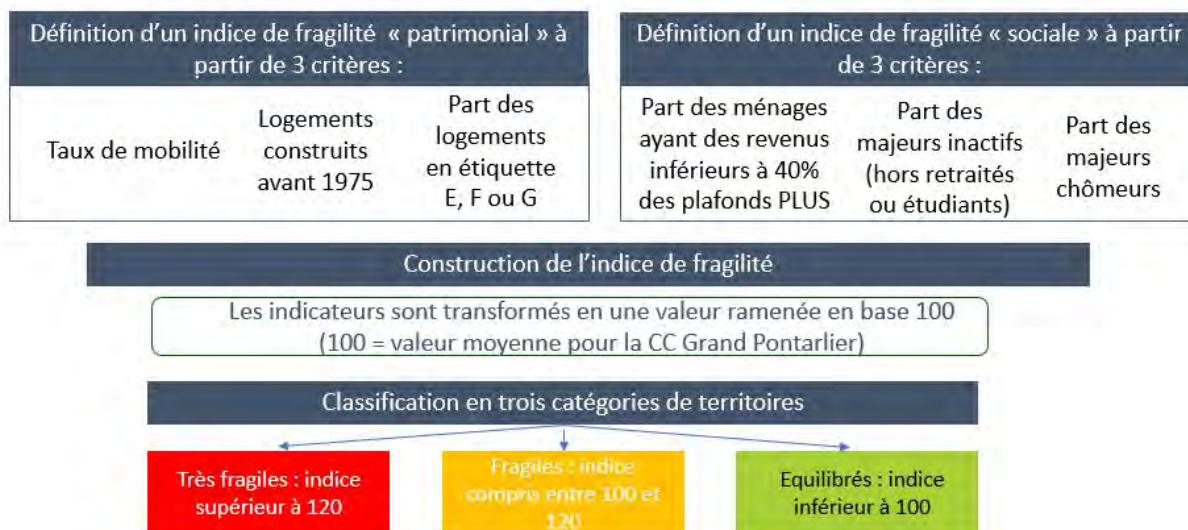 Définition d'un indice de fragilité « patrimonial » à
partir de 3 critères :
Taux de mobilité
Logements
construits
avant 1975
Part des
logements
en étiquette
E, F ou G
Définition d'un indice de fragilité « sociale » à partir
de 3 critères :
Part des ménages
ayant des revenus
inférieurs à 40%
des plafonds PLUS
Part des
majeurs inactifs
(hors retraités
ou étudiants)
Part des
majeurs
chômeurs
Construction de l'indice de fragilité
Les indicateurs sont transformés en une valeur ramenée en base 100
(100 = valeur moyenne pour la CC Grand Pontarlier)
Classification en trois catégories de territoires
Très fragiles : indice
supérieur à 120
Fragiles : indice
compris entre 100 et
120
Equilibrés : indice
inférieur à 100